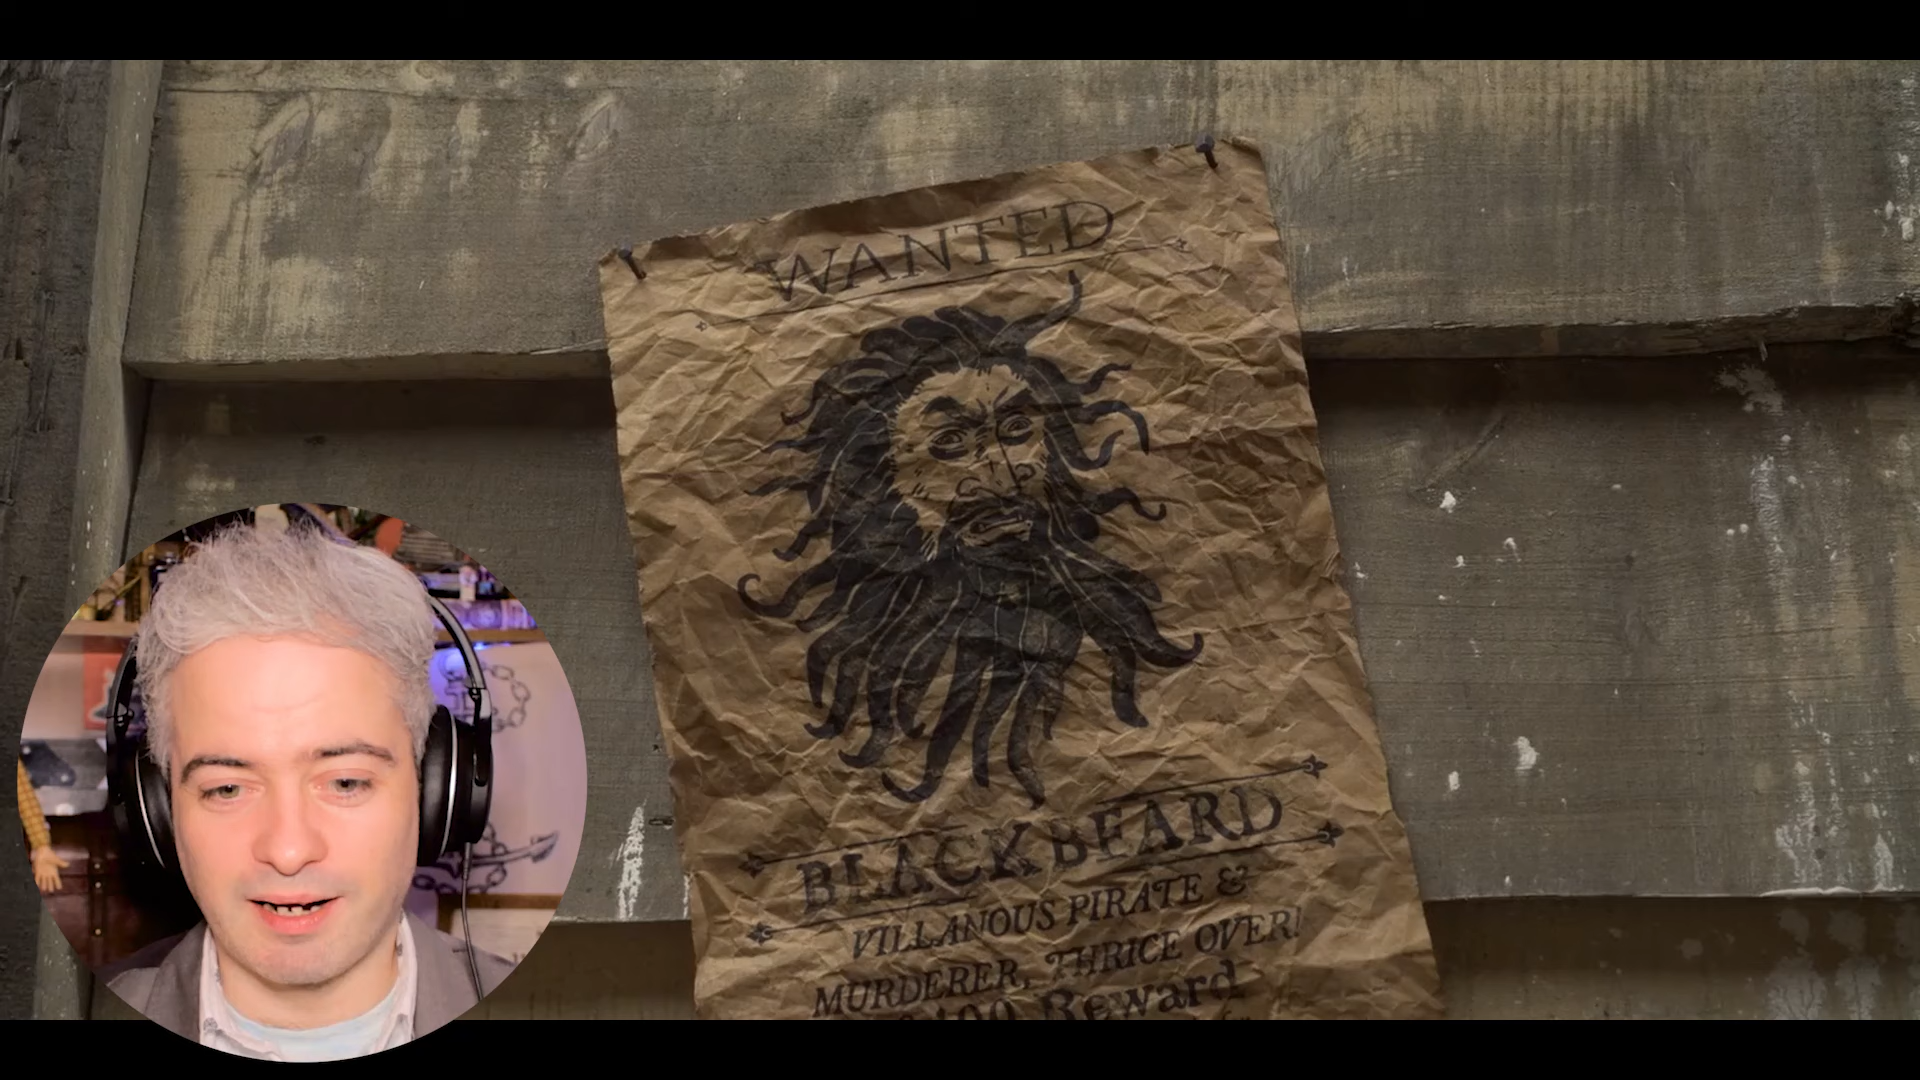 WANTED
BLACKBEARD
VILLANOUS PIRATE &
MURDERER, THRICE OVER!
Reward